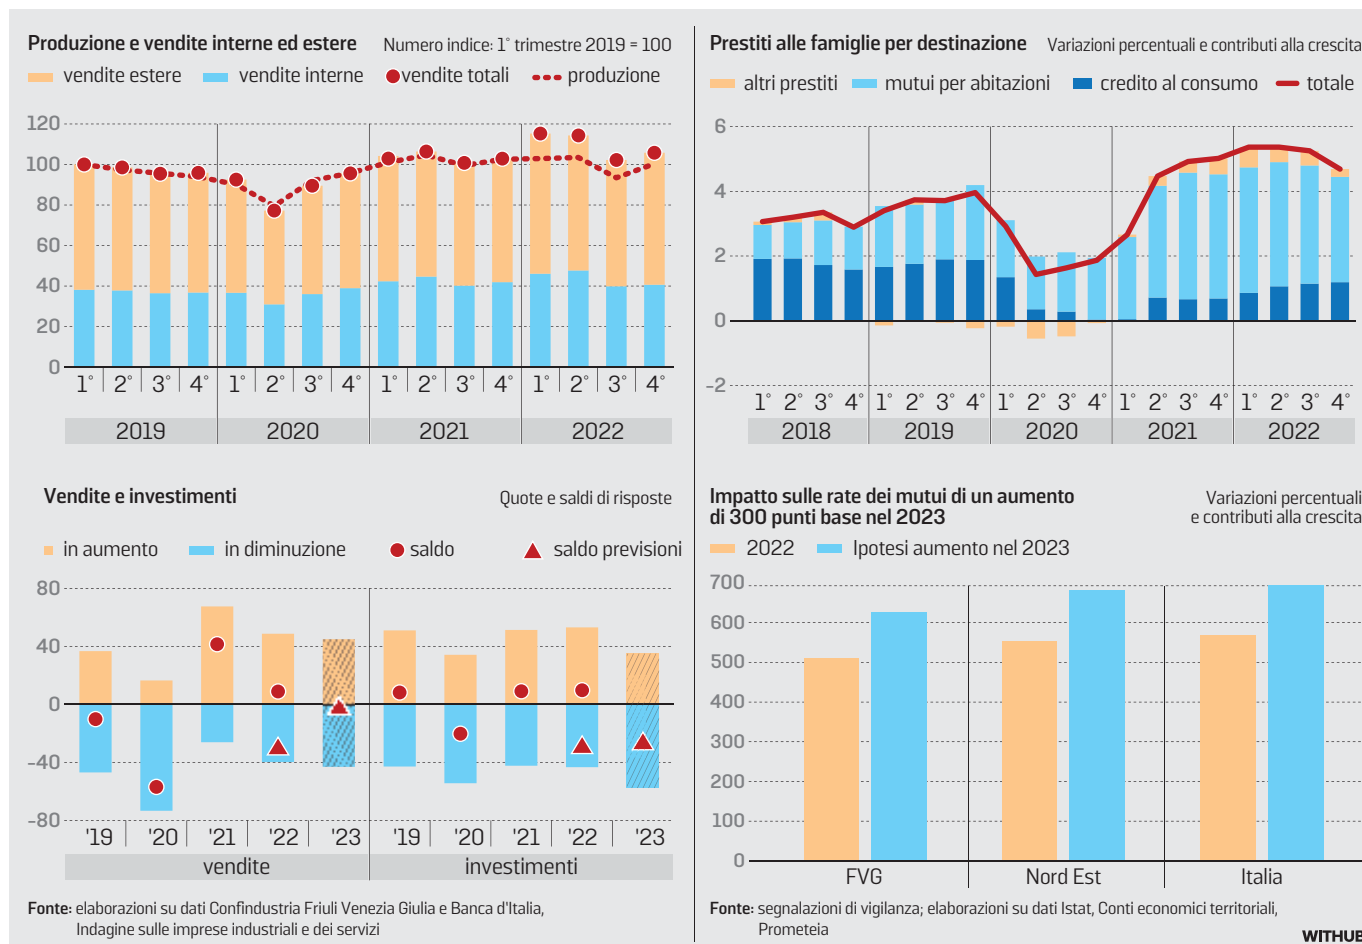 Produzione e vendite interne ed estere Numero indice: 1° trimestre 2019 = 100
vendite estere vendite interne vendite totali produzione
120
100
80
60
40
20
0
1° 2° 3° 4° 1° 2° 3° 4° 1° 2° 3° 4° 1° 2° 3° 4°
2019 2020 2021 2022
Prestiti alle famiglie per destinazione Variazioni percentuali e contributi alla crescita
altri prestiti mutui per abitazioni credito al consumo totale
6
4
2
0
-2
1° 2° 3° 4° 1° 2° 3° 4° 1° 2° 3° 4° 1° 2° 3° 4° 1° 2° 3° 4°
2018 2019 2020 2021 2022
Vendite e investimenti Quote e saldi di risposte
in aumento in diminuzione saldo saldo previsioni
80
40
0
-40
-80
'19 '20 '21 '22 '23 '19 '20 '21 '22 '23
vendite investimenti
Fonte: elaborazioni su dati Confindustria Friuli Venezia Giulia e Banca d'Italia,
Indagine sulle imprese industriali e dei servizi
Impatto sulle rate dei mutui di un aumento
di 300 punti base nel 2023
Variazioni percentuali
e contributi alla crescita
2022 Ipotesi aumento nel 2023
700
600
500
400
300
200
100
0
FVG Nord Est Italia
Fonte: segnalazioni di vigilanza; elaborazioni su dati Istat, Conti economici territoriali,
Prometeia
WITHUB